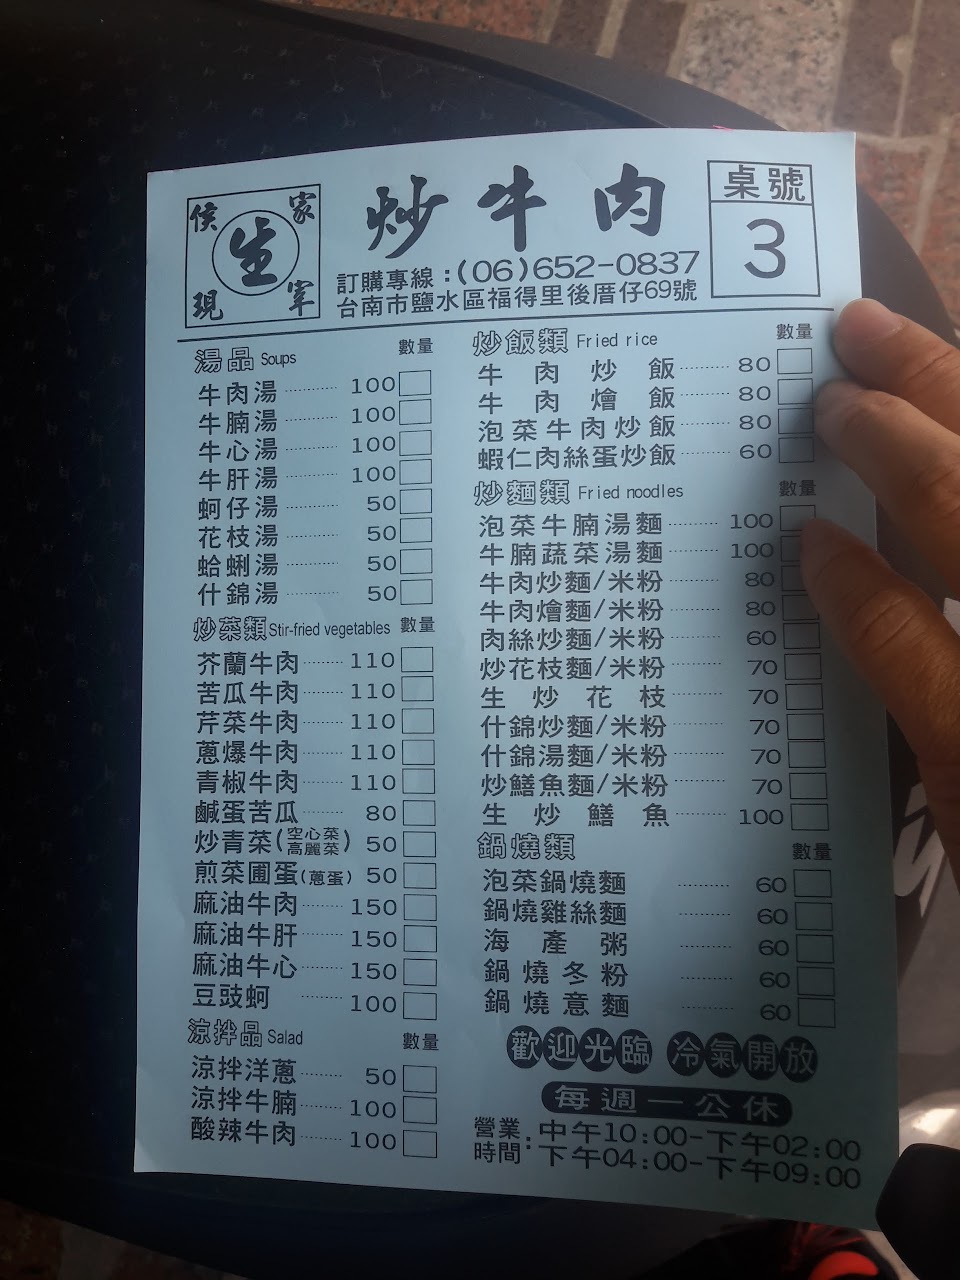 侯家
生
現宰
炒牛肉
桌號
3
訂購專線：(06)652-0837
台南市鹽水區福得里後厝仔69號
湯品 Soups 數量
牛肉湯 100
牛腩湯 100
牛心湯 100
牛肝湯 100
蚵仔湯 50
花枝湯 50
蛤蜊湯 50
什錦湯 50
炒菜類 Stir-fried vegetables 數量
芥蘭牛肉 110
苦瓜牛肉 110
芹菜牛肉 110
蔥爆牛肉 110
青椒牛肉 110
鹹蛋苦瓜 80
炒青菜(空心菜 高麗菜) 50
煎菜圃蛋(蔥蛋) 50
麻油牛肉 150
麻油牛肝 150
麻油牛心 150
豆豉蚵 100
涼拌品 Salad 數量
涼拌洋蔥 50
涼拌牛腩 100
酸辣牛肉 100
炒飯類 Fried rice 數量
牛肉炒飯 80
牛肉燴飯 80
泡菜牛肉炒飯 80
蝦仁肉絲蛋炒飯 60
炒麵類 Fried noodles 數量
泡菜牛腩湯麵 100
牛腩蔬菜湯麵 100
牛肉炒麵/米粉 80
牛肉燴麵/米粉 80
肉絲炒麵/米粉 60
炒花枝麵/米粉 70
生炒花枝 70
什錦炒麵/米粉 70
什錦湯麵/米粉 70
炒鱔魚麵/米粉 70
生炒鱔魚 100
鍋燒類 數量
泡菜鍋燒麵 60
鍋燒雞絲麵 60
海產粥 60
鍋燒冬粉 60
鍋燒意麵 60
歡迎光臨 冷氣開放
每週一公休
營業時間：中午10:00-下午02:00
下午04:00-下午09:00